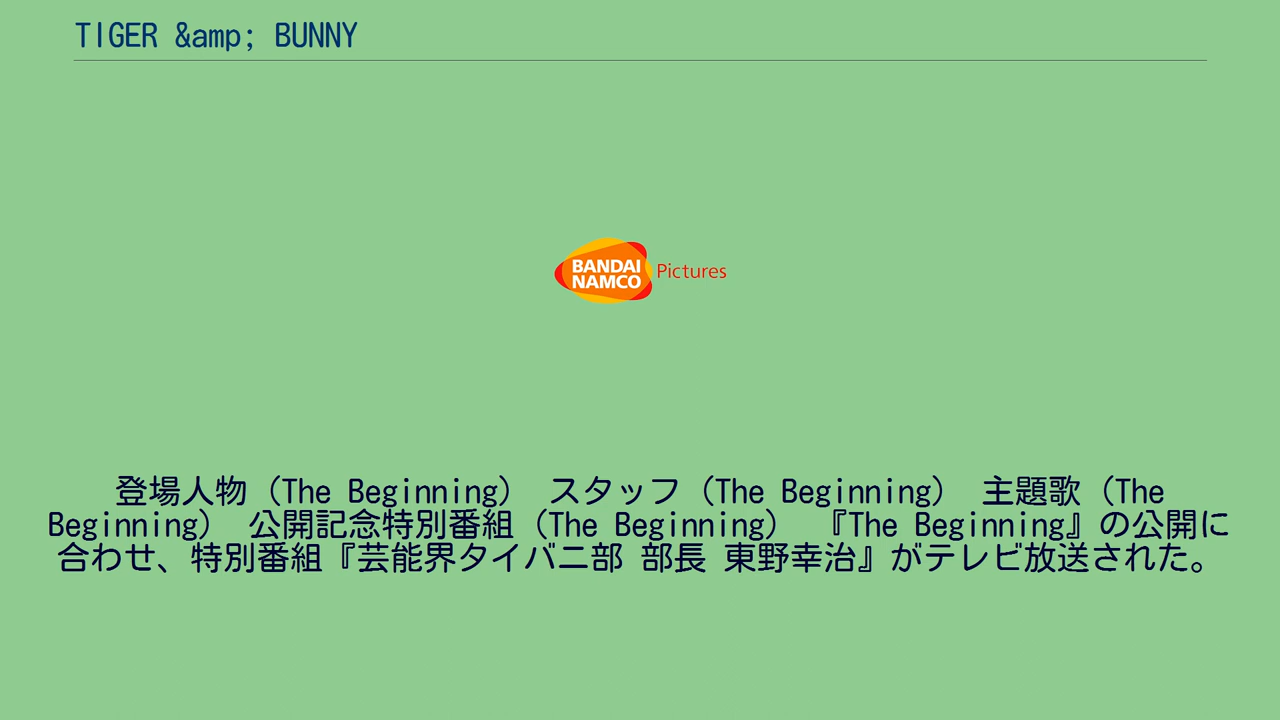 TIGER &amp; BUNNY
BANDAI
NAMCO
Pictures
登場人物（The Beginning） スタッフ（The Beginning） 主題歌（The
Beginning） 公開記念特別番組（The Beginning） 『The Beginning』の公開に
合わせ、特別番組『芸能界タイバニ部 部長 東野幸治』がテレビ放送された。